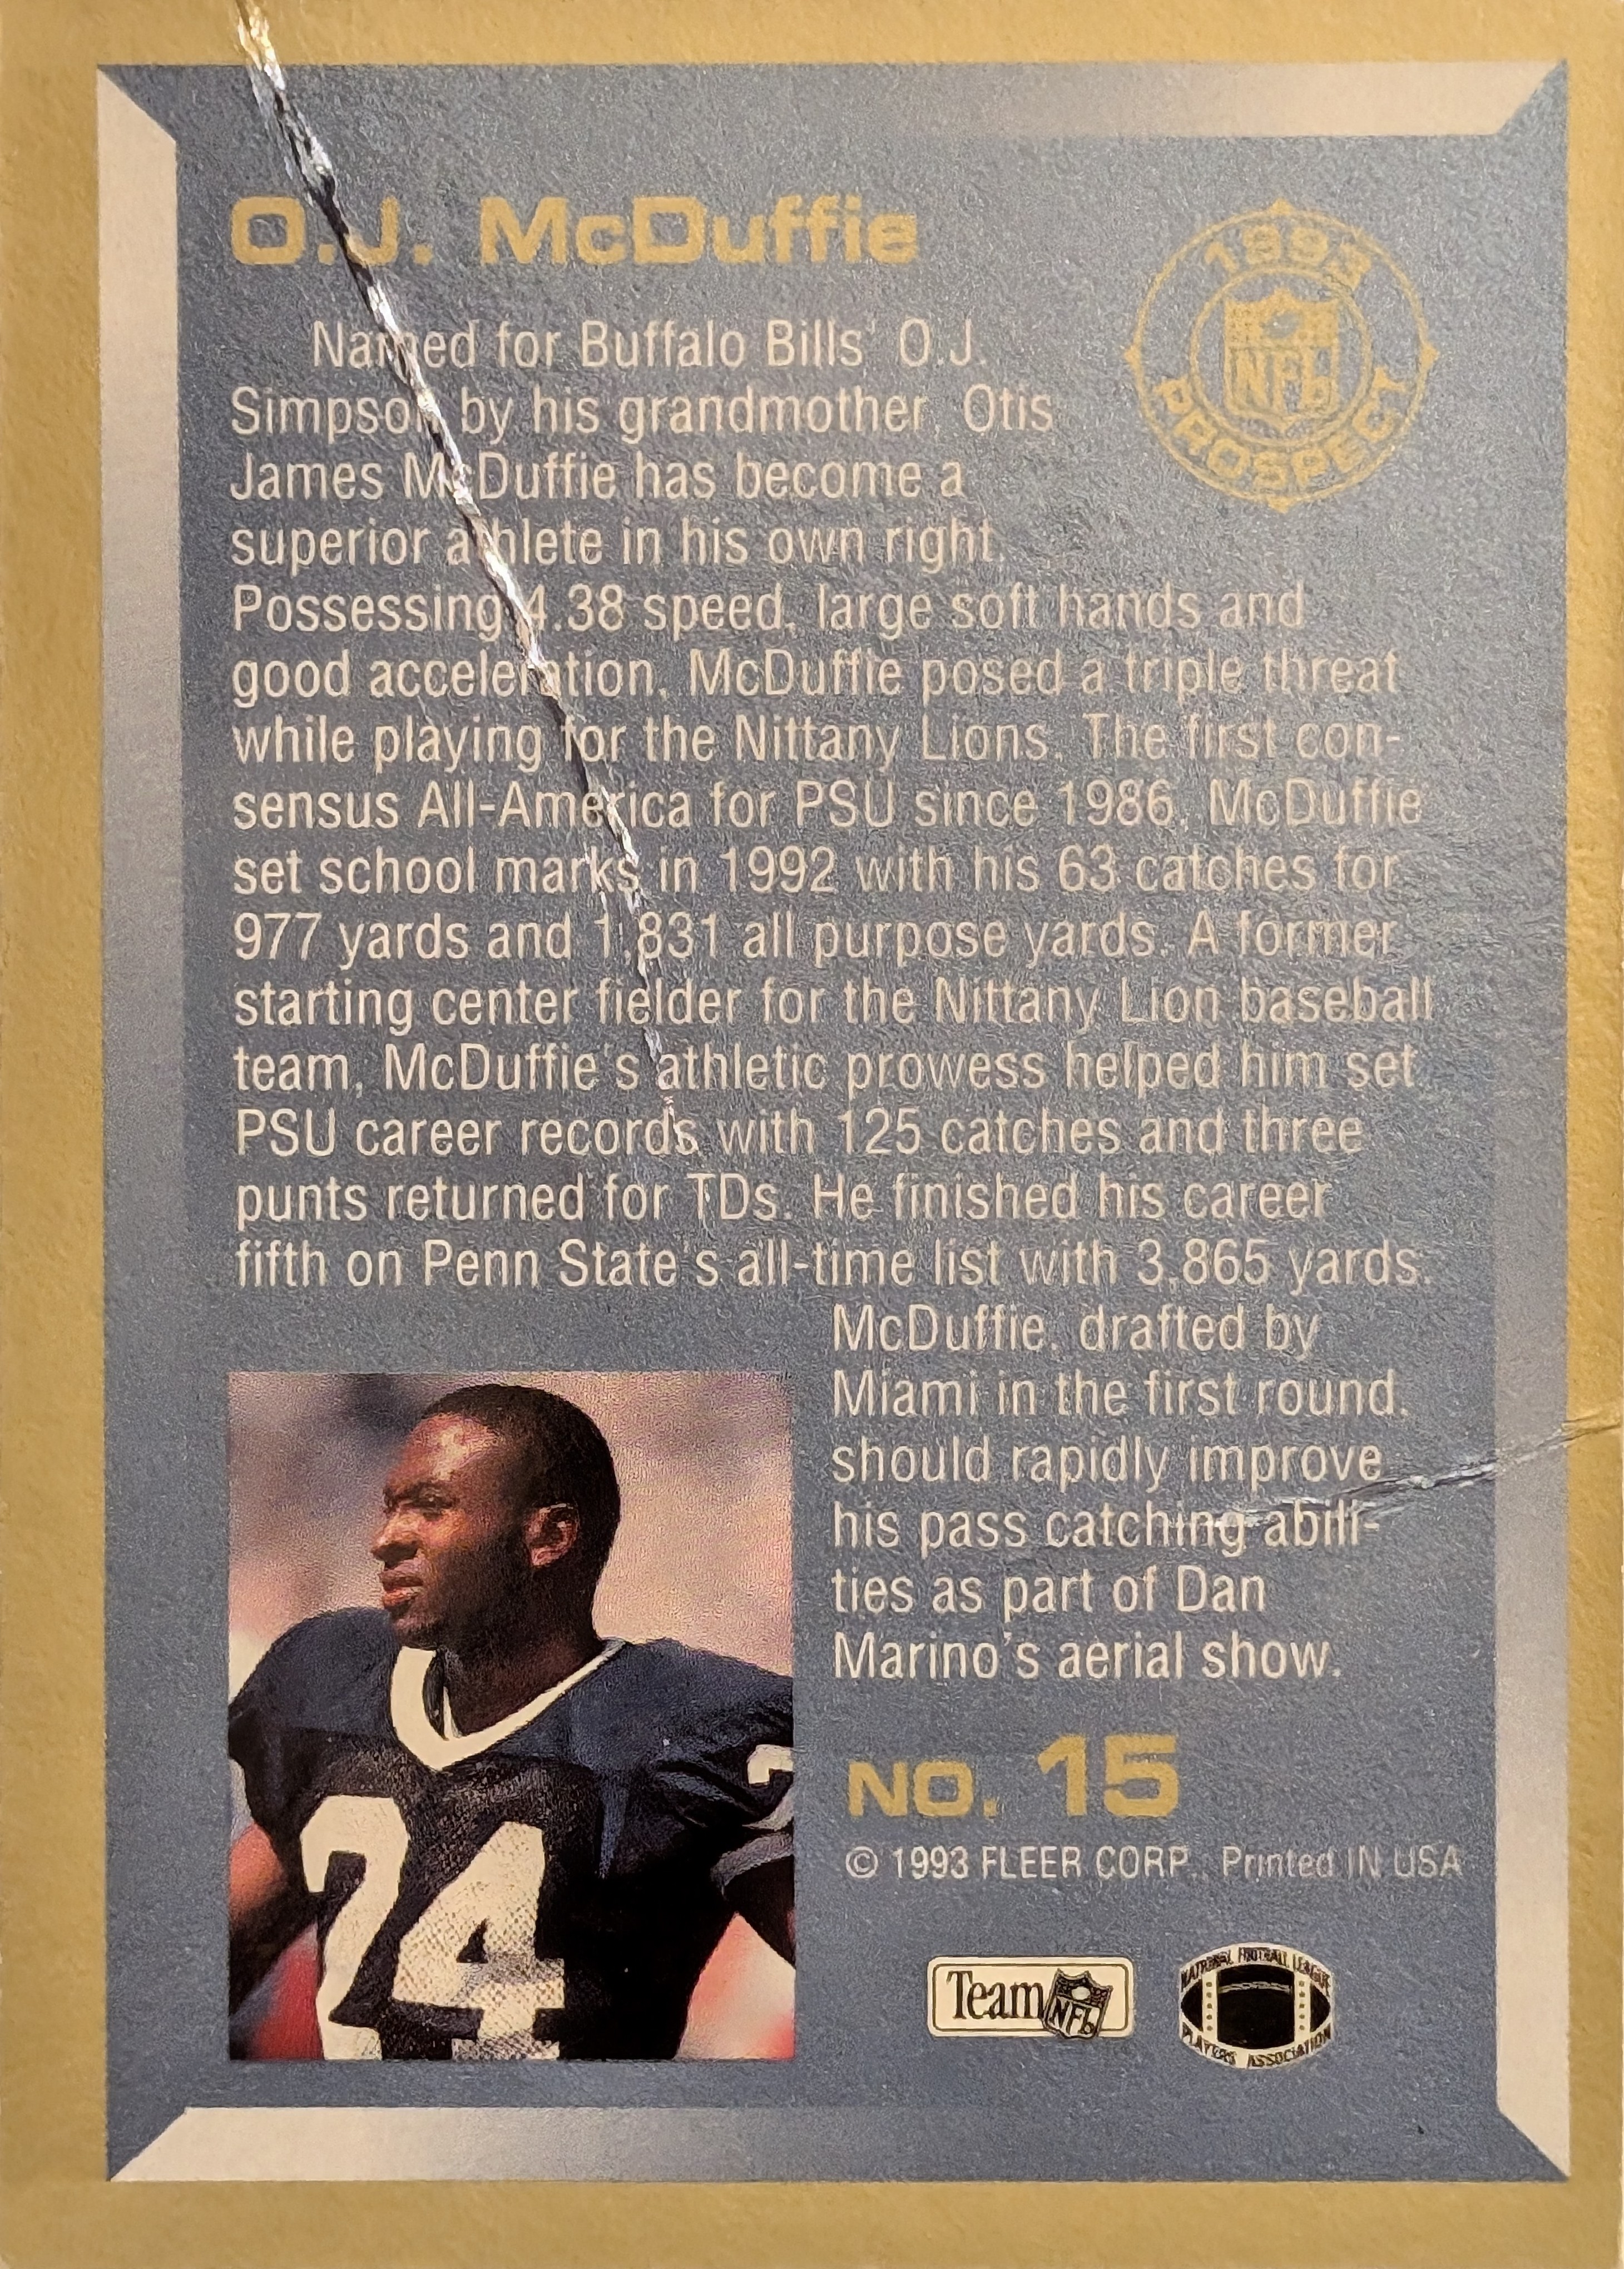 O.J. McDuffie
1993
NFL
PROSPECT
Named for Buffalo Bills' O.J.
Simpson by his grandmother, Otis
James McDuffie has become a
superior athlete in his own right.
Possessing 4.38 speed, large soft hands and
good acceleration, McDuffie posed a triple threat
while playing for the Nittany Lions. The first con-
sensus All-America for PSU since 1986, McDuffie
set school marks in 1992 with his 63 catches for
977 yards and 1,831 all purpose yards. A former
starting center fielder for the Nittany Lion baseball
team, McDuffie's athletic prowess helped him set
PSU career records with 125 catches and three
punts returned for TDs. He finished his career
fifth on Penn State's all-time list with 3,865 yards.
McDuffie, drafted by
Miami in the first round,
should rapidly improve
his pass catching abili-
ties as part of Dan
Marino's aerial show.
24
2
NO. 15
© 1993 FLEER CORP. Printed IN USA
Team NFL
NATIONAL FOOTBALL LEAGUE
PLAYERS ASSOCIATION